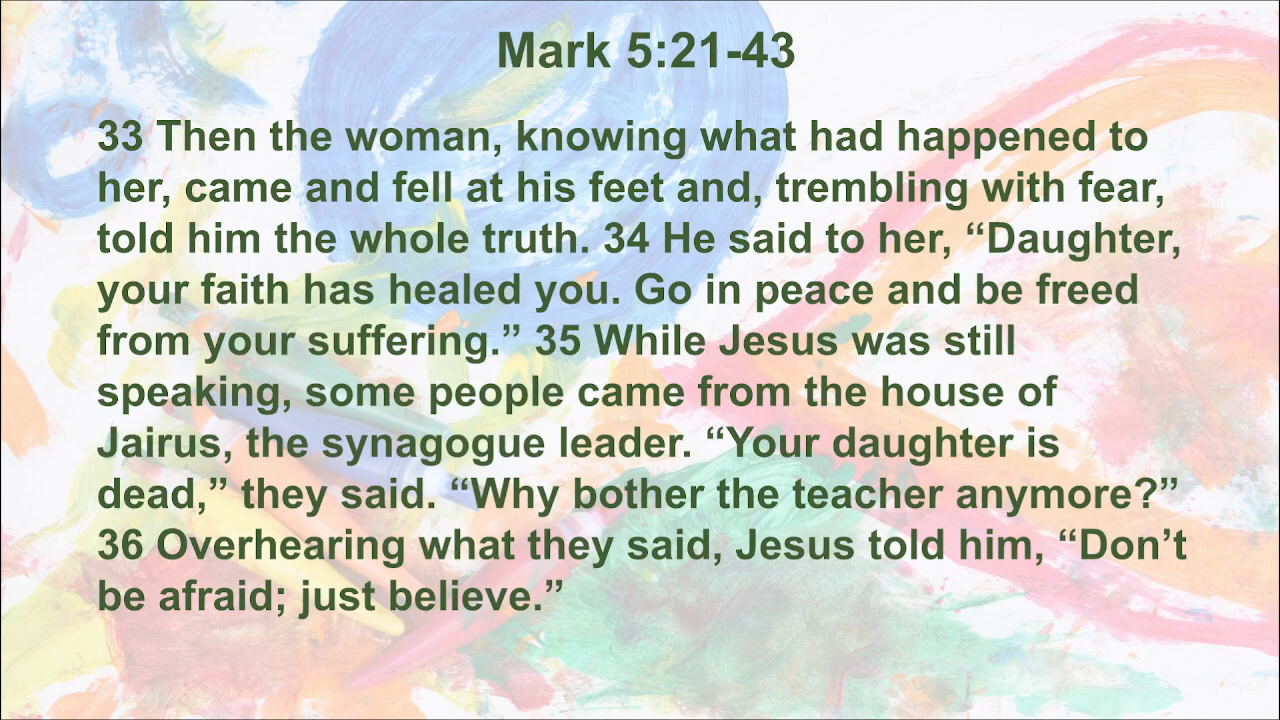 Mark 5:21-43
33 Then the woman, knowing what had happened to
her, came and fell at his feet and, trembling with fear,
told him the whole truth. 34 He said to her, “Daughter,
your faith has healed you. Go in peace and be freed
from your suffering.” 35 While Jesus was still
speaking, some people came from the house of
Jairus, the synagogue leader. “Your daughter is
dead,” they said. “Why bother the teacher anymore?”
36 Overhearing what they said, Jesus told him, “Don’t
be afraid; just believe.”